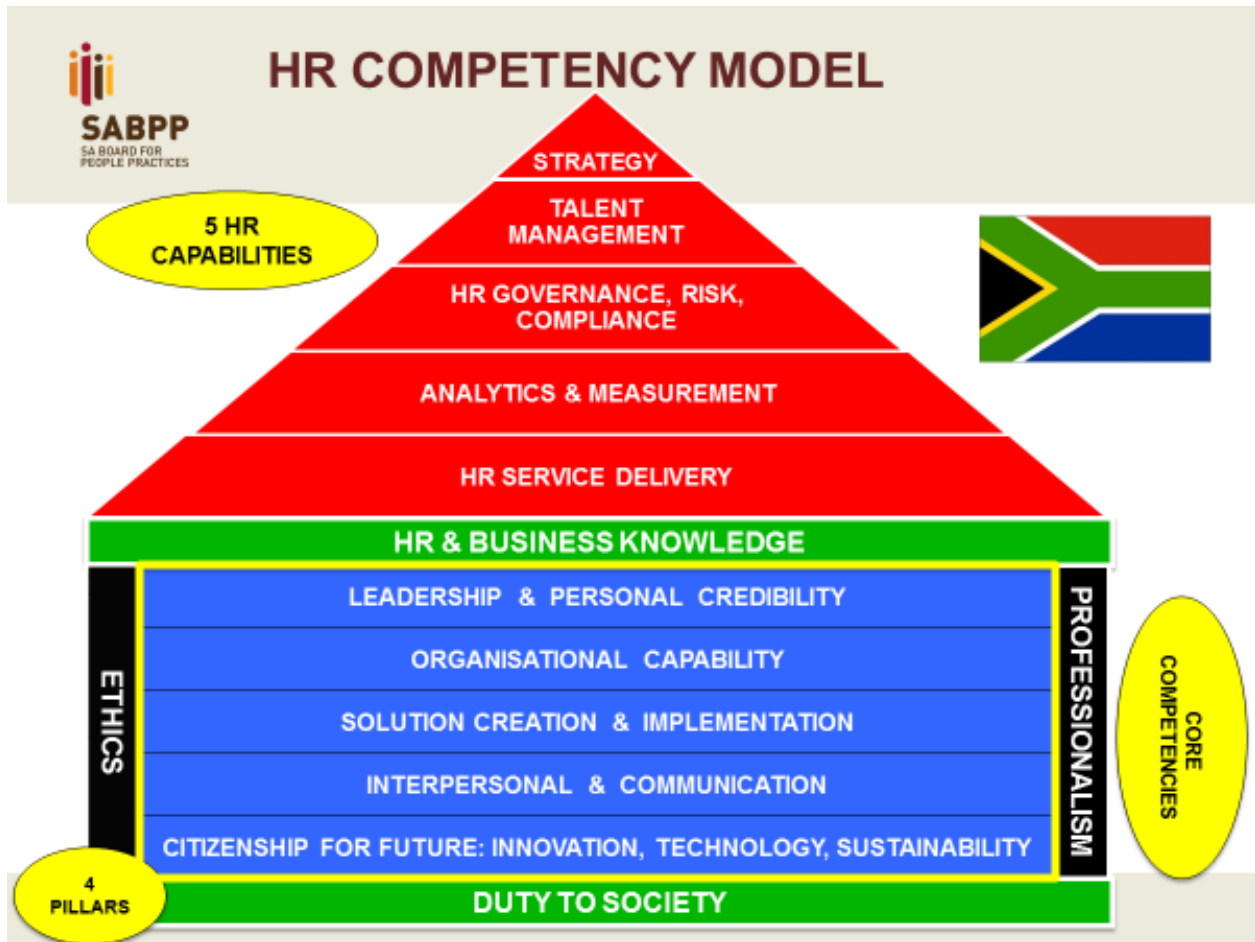 HR COMPETENCY MODEL
SABPP
SA BOARD FOR
PEOPLE PRACTICES
STRATEGY
5 HR
CAPABILITIES
TALENT
MANAGEMENT
HR GOVERNANCE, RISK,
COMPLIANCE
ANALYTICS & MEASUREMENT
HR SERVICE DELIVERY
HR & BUSINESS KNOWLEDGE
ETHICS
LEADERSHIP & PERSONAL CREDIBILITY
ORGANISATIONAL CAPABILITY
SOLUTION CREATION & IMPLEMENTATION
INTERPERSONAL & COMMUNICATION
CITIZENSHIP FOR FUTURE: INNOVATION, TECHNOLOGY, SUSTAINABILITY
PROFESSIONALISM
CORE
COMPETENCIES
4
PILLARS
DUTY TO SOCIETY